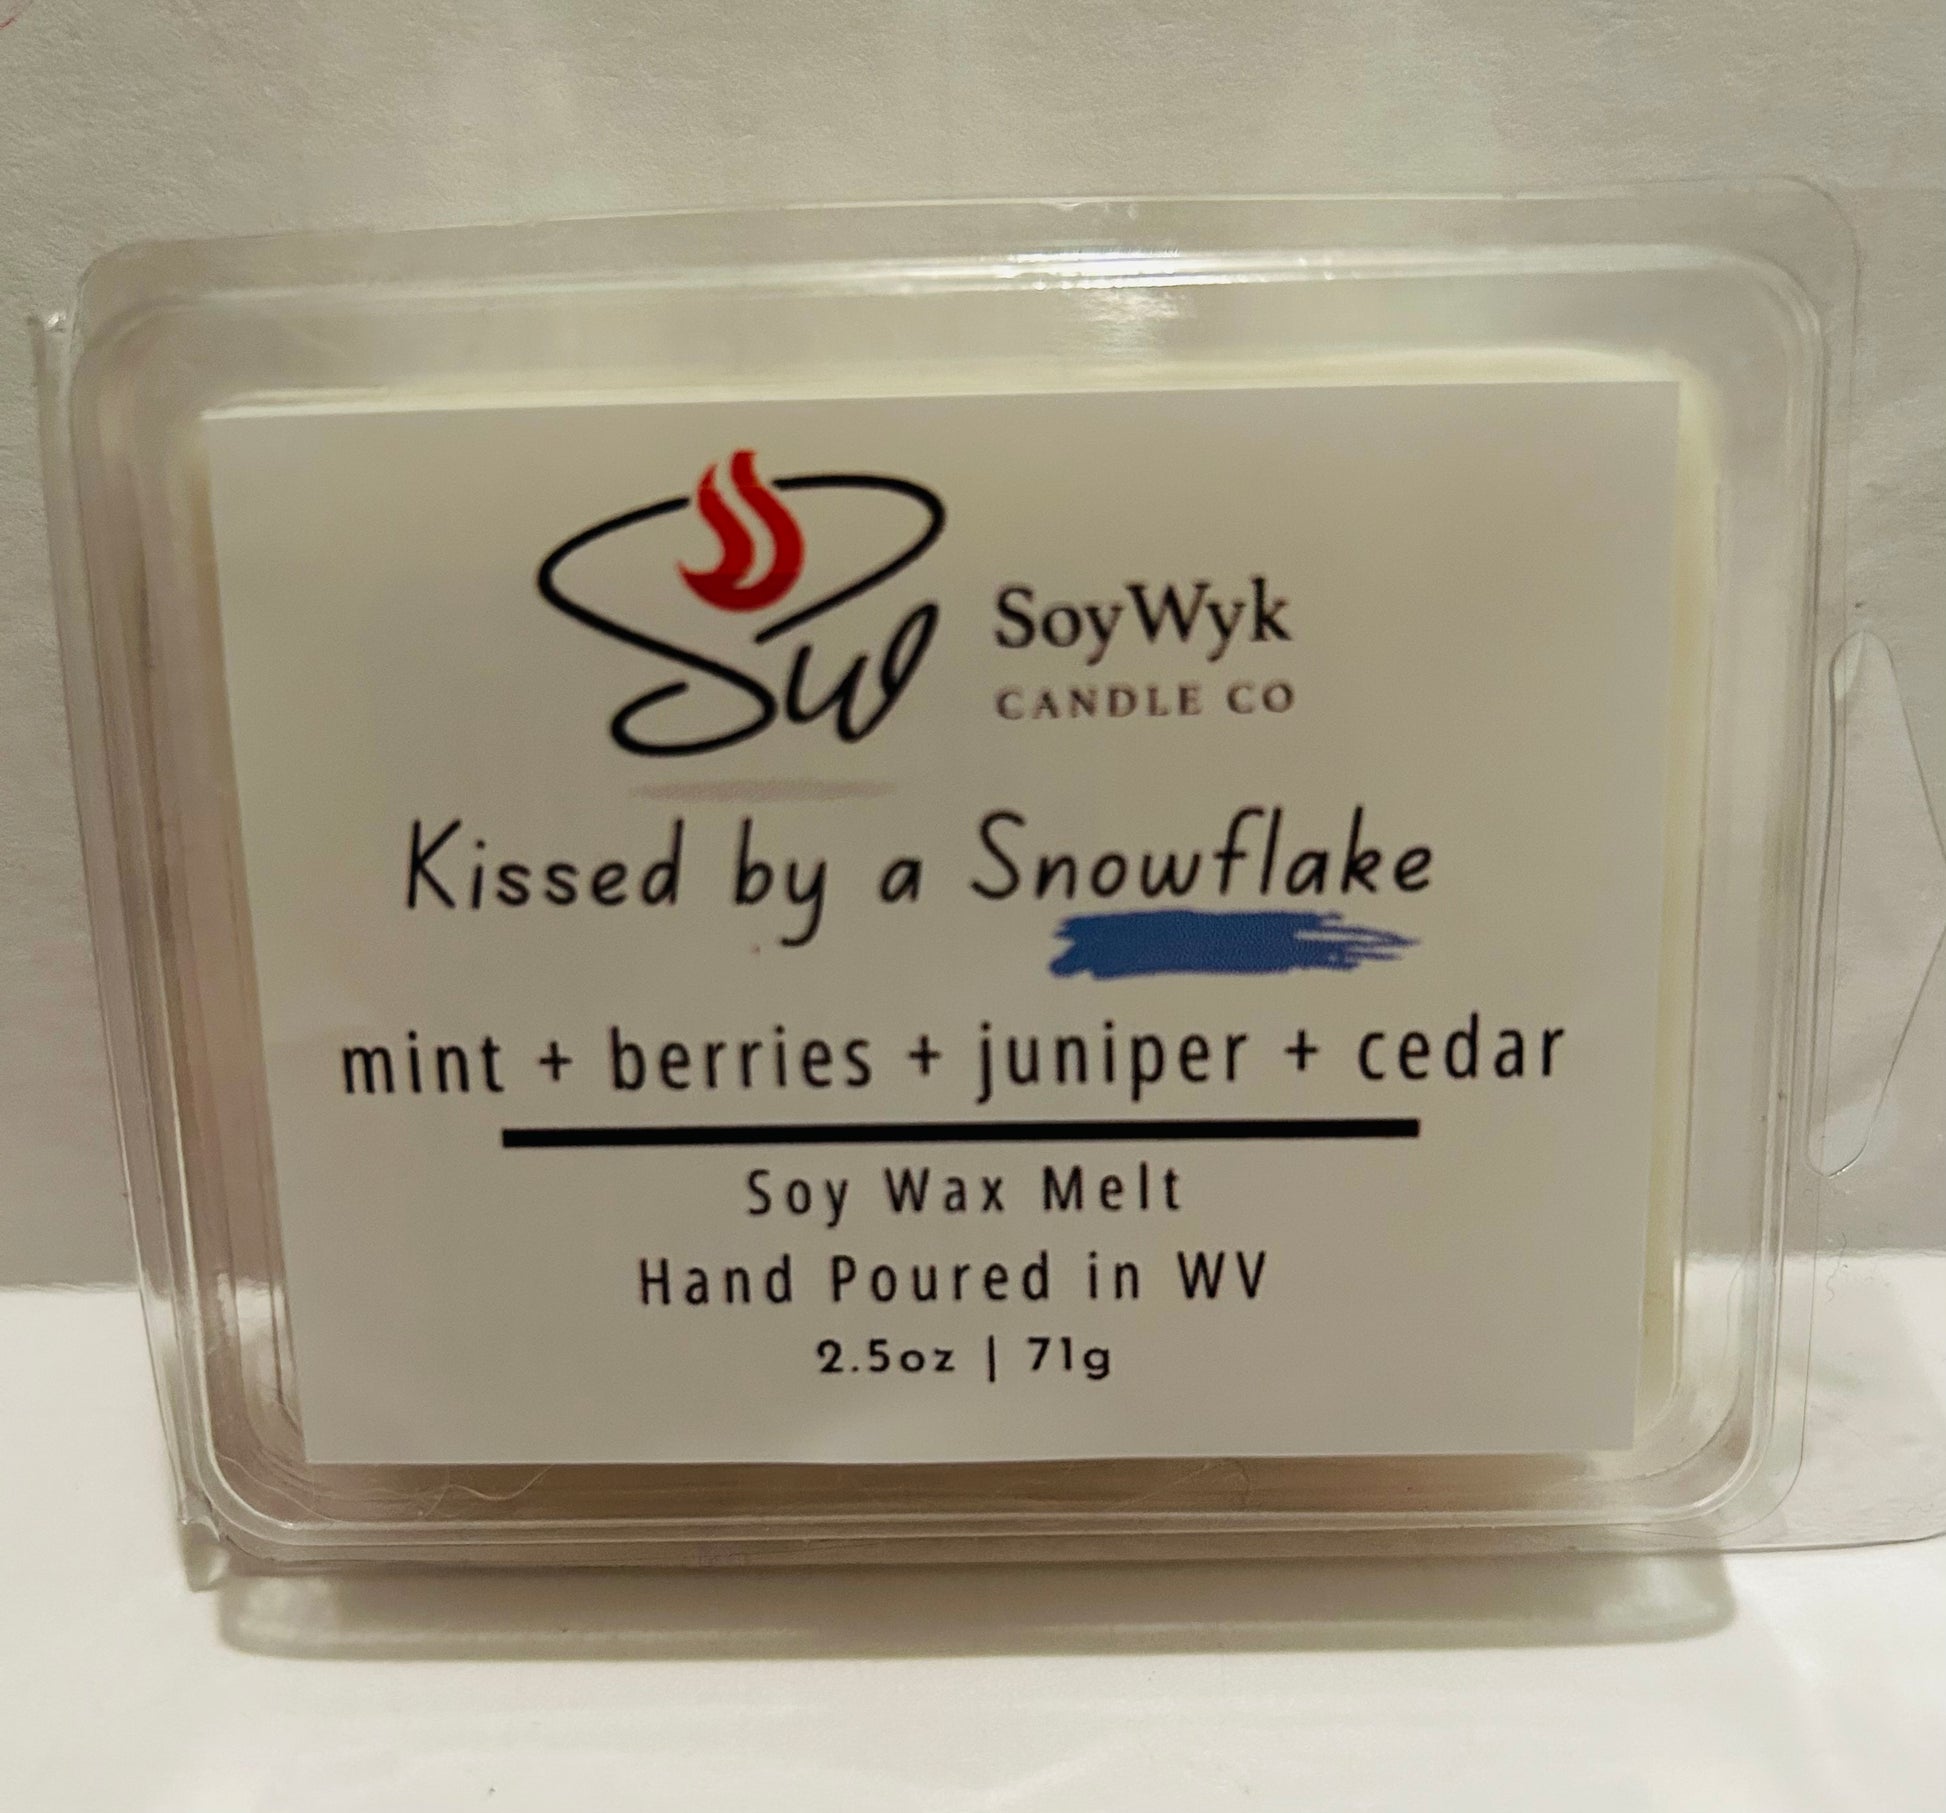 Sw
SoyWyk
CANDLE CO
Kissed by a Snowflake
mint + berries + juniper + cedar
Soy Wax Melt
Hand Poured in WV
2.5oz | 71g